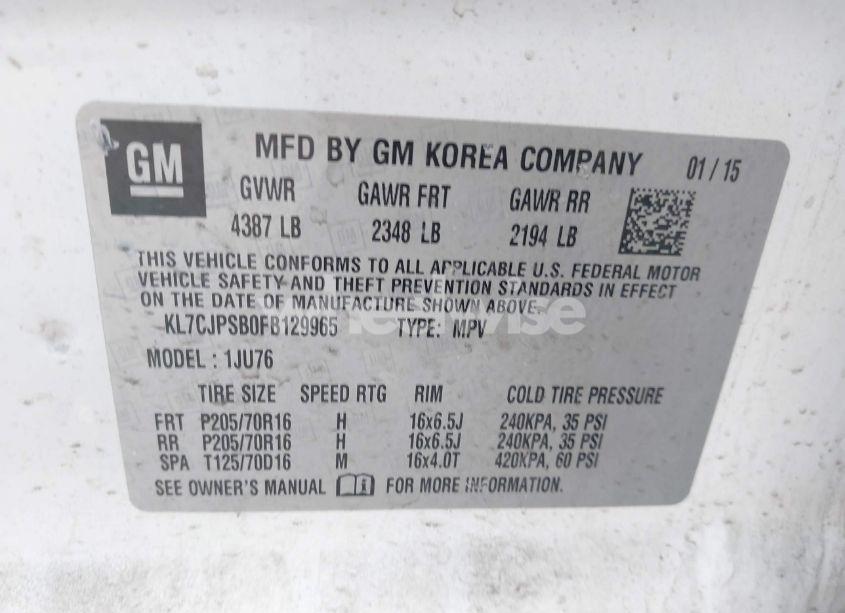 GM
MFD BY GM KOREA COMPANY 01/15
GVWR GAWR FRT GAWR RR
4387 LB 2348 LB 2194 LB
THIS VEHICLE CONFORMS TO ALL APPLICABLE U.S. FEDERAL MOTOR
VEHICLE SAFETY AND THEFT PREVENTION STANDARDS IN EFFECT
ON THE DATE OF MANUFACTURE SHOWN ABOVE.
KL7CJPSB0FB129965 TYPE: MPV
MODEL: 1JU76
TIRE SIZE SPEED RTG RIM COLD TIRE PRESSURE
FRT P205/70R16 H 16x6.5J 240KPA, 35 PSI
RR P205/70R16 H 16x6.5J 240KPA, 35 PSI
SPA T125/70D16 M 16x4.0T 420KPA, 60 PSI
SEE OWNER'S MANUAL FOR MORE INFORMATION.